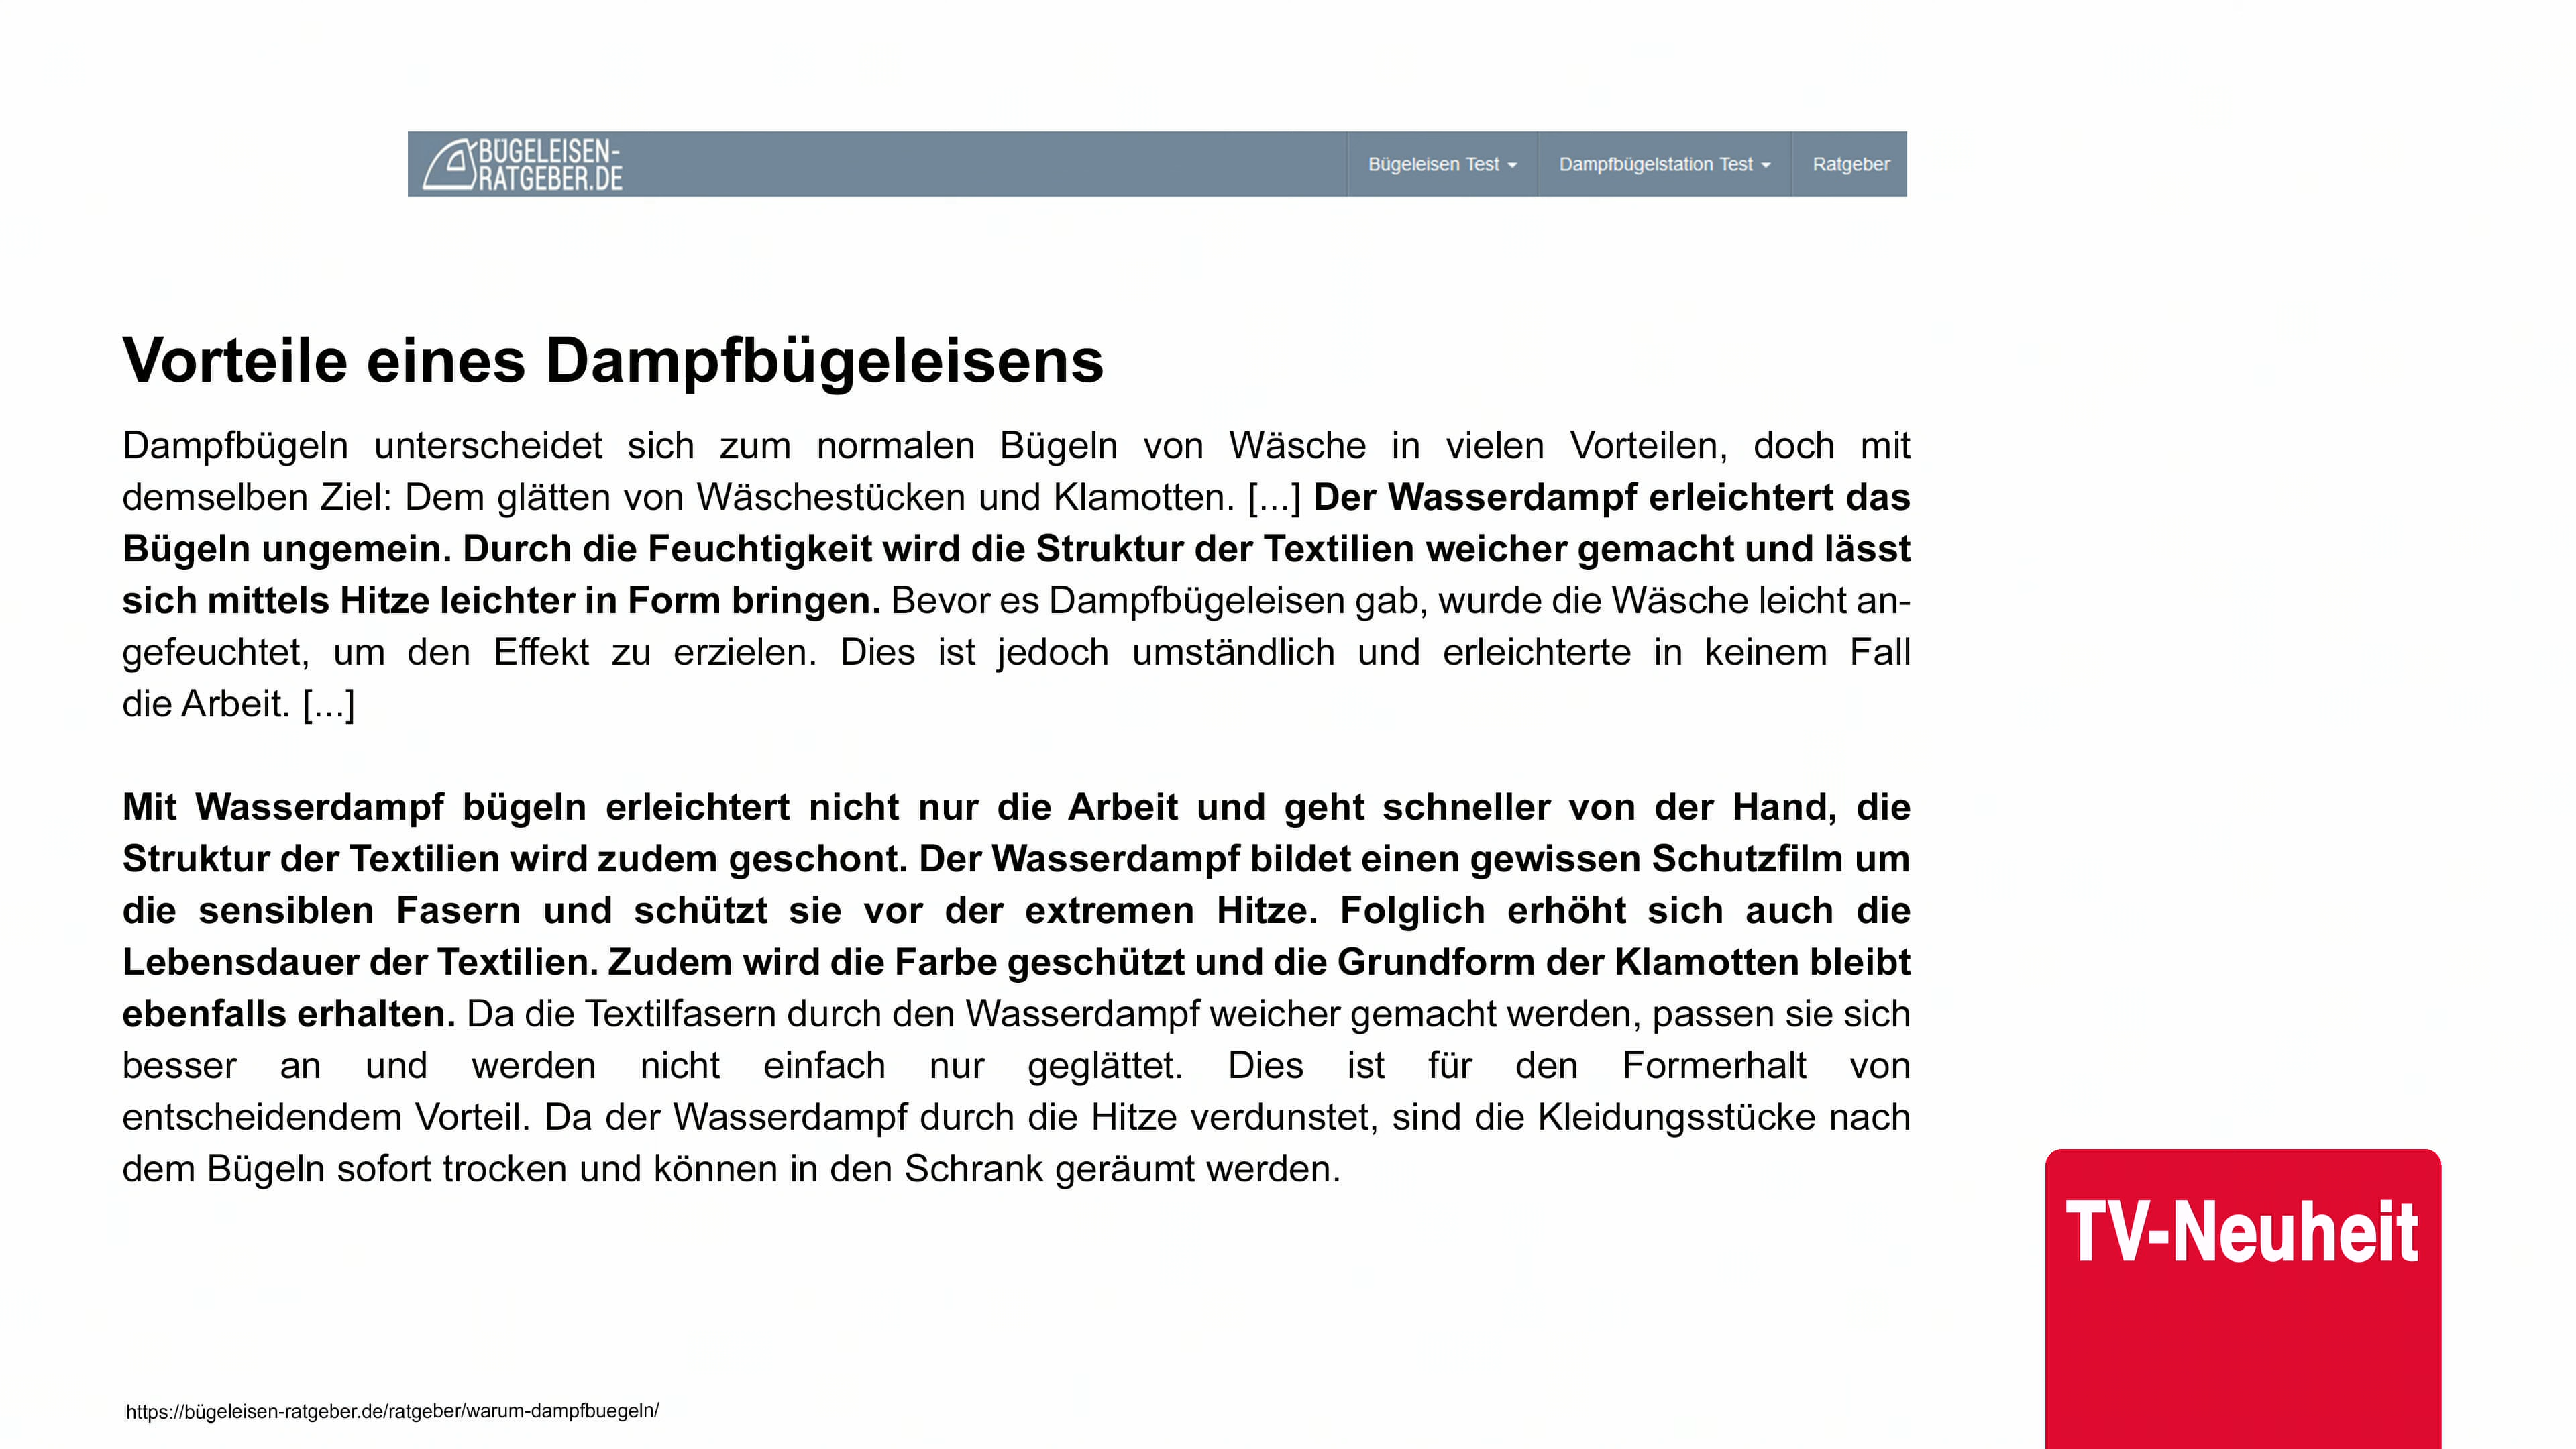 BÜGELEISEN-
RATGEBER.DE
Bügeleisen Test
Dampfbügelstation Test
Ratgeber
Vorteile eines Dampfbügeleisens
Dampfbügeln unterscheidet sich zum normalen Bügeln von Wäsche in vielen Vorteilen, doch mit
demselben Ziel: Dem glätten von Wäschestücken und Klamotten. [...] Der Wasserdampf erleichtert das
Bügeln ungemein. Durch die Feuchtigkeit wird die Struktur der Textilien weicher gemacht und lässt
sich mittels Hitze leichter in Form bringen. Bevor es Dampfbügeleisen gab, wurde die Wäsche leicht an-
gefeuchtet, um den Effekt zu erzielen. Dies ist jedoch umständlich und erleichterte in keinem Fall
die Arbeit. [...]
Mit Wasserdampf bügeln erleichtert nicht nur die Arbeit und geht schneller von der Hand, die
Struktur der Textilien wird zudem geschont. Der Wasserdampf bildet einen gewissen Schutzfilm um
die sensiblen Fasern und schützt sie vor der extremen Hitze. Folglich erhöht sich auch die
Lebensdauer der Textilien. Zudem wird die Farbe geschützt und die Grundform der Klamotten bleibt
ebenfalls erhalten. Da die Textilfasern durch den Wasserdampf weicher gemacht werden, passen sie sich
besser an und werden nicht einfach nur geglättet. Dies ist für den Formerhalt von
entscheidendem Vorteil. Da der Wasserdampf durch die Hitze verdunstet, sind die Kleidungsstücke nach
dem Bügeln sofort trocken und können in den Schrank geräumt werden.
TV-Neuheit
https://bügeleisen-ratgeber.de/ratgeber/warum-dampfbuegeln/